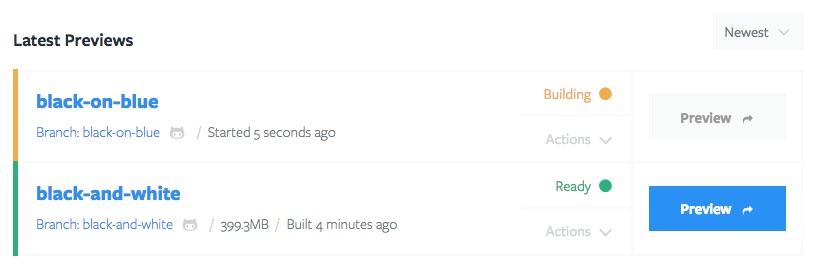 Latest Previews
Newest
black-on-blue
Building
Preview
Branch: black-on-blue / Started 5 seconds ago
Actions
black-and-white
Ready
Preview
Branch: black-and-white / 399.3MB / Built 4 minutes ago
Actions